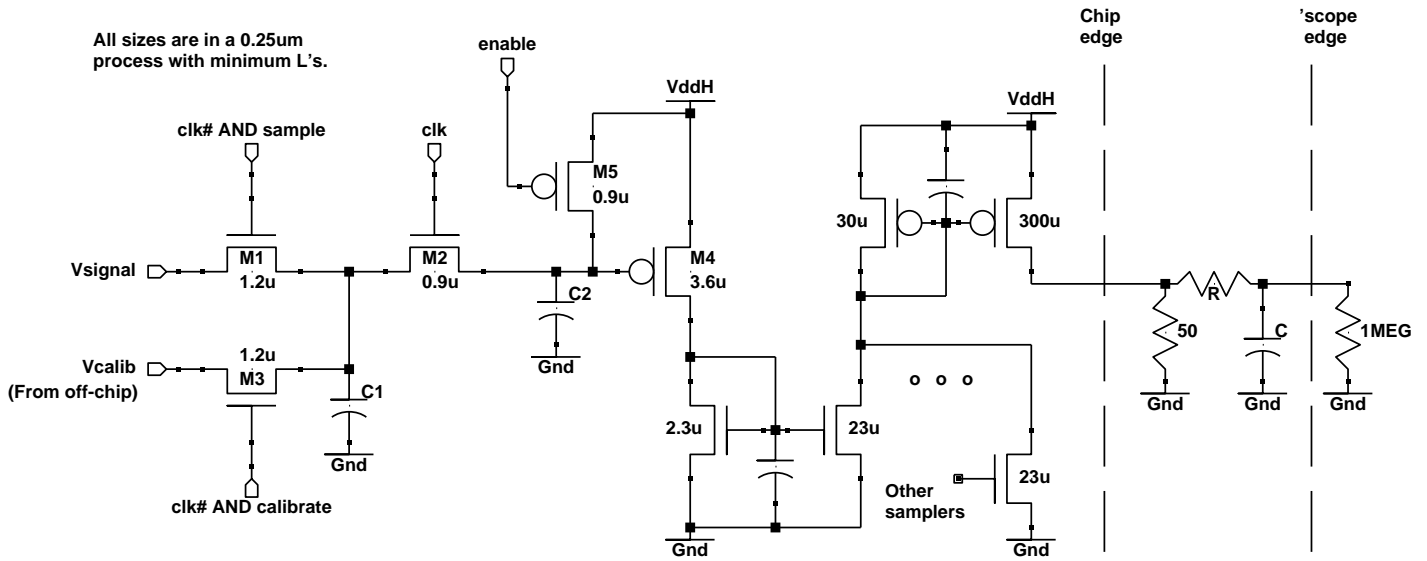 All sizes are in a 0.25um
process with minimum L's.
enable
Chip
edge
'scope
edge
VddH
VddH
clk# AND sample
clk
M5
0.9u
30u
300u
Vsignal
M1
1.2u
M2
0.9u
M4
3.6u
C2
R
50
C
1MEG
Vcalib
(From off-chip)
1.2u
M3
C1
Gnd
o o o
Gnd
Gnd
Gnd
2.3u
23u
Gnd
clk# AND calibrate
Other
samplers
23u
Gnd
Gnd